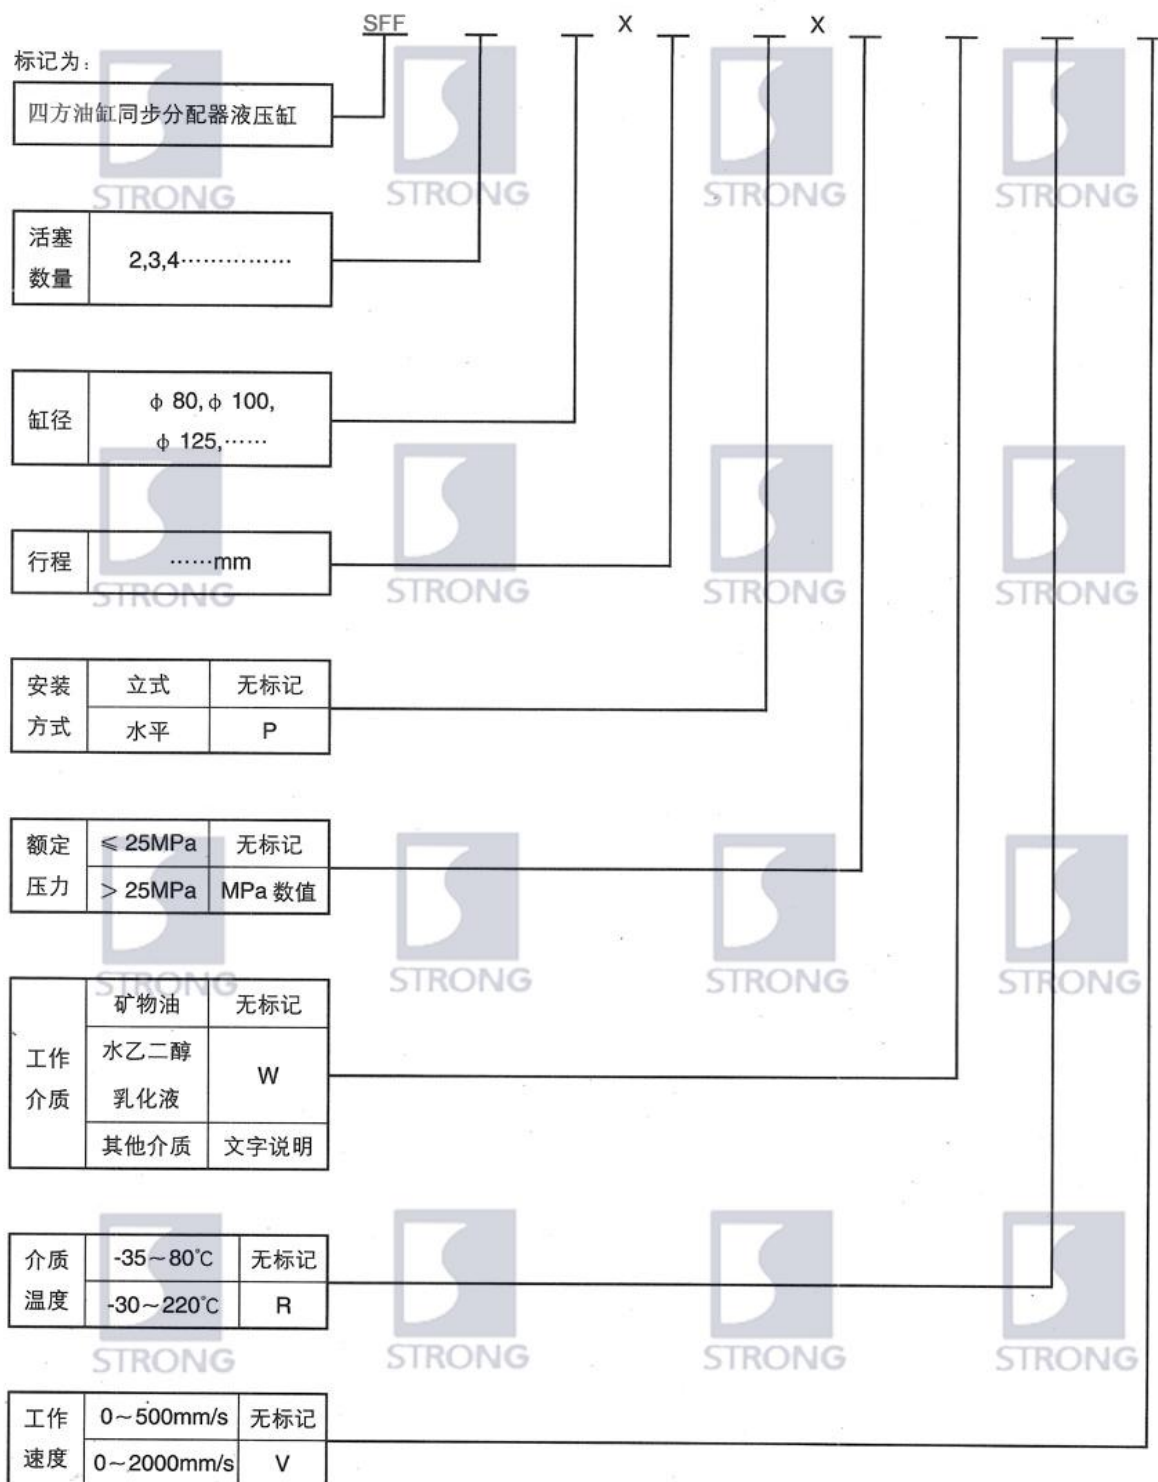 SFF X X
标记为:
四方油缸同步分配器液压缸
STRONG STRONG STRONG STRONG
活塞
数量
2,3,4……………
缸径
ϕ 80,ϕ 100,
ϕ 125,……
行程 ……mm
STRONG STRONG STRONG STRONG
安装
方式
立式 无标记
水平 P
额定
压力
≤ 25MPa 无标记
> 25MPa MPa 数值
STRONG STRONG STRONG STRONG
工作
介质
矿物油 无标记
水乙二醇
乳化液
W
其他介质 文字说明
介质
温度
-35~80℃ 无标记
-30~220℃ R
STRONG STRONG STRONG STRONG
工作
速度
0~500mm/s 无标记
0~2000mm/s V